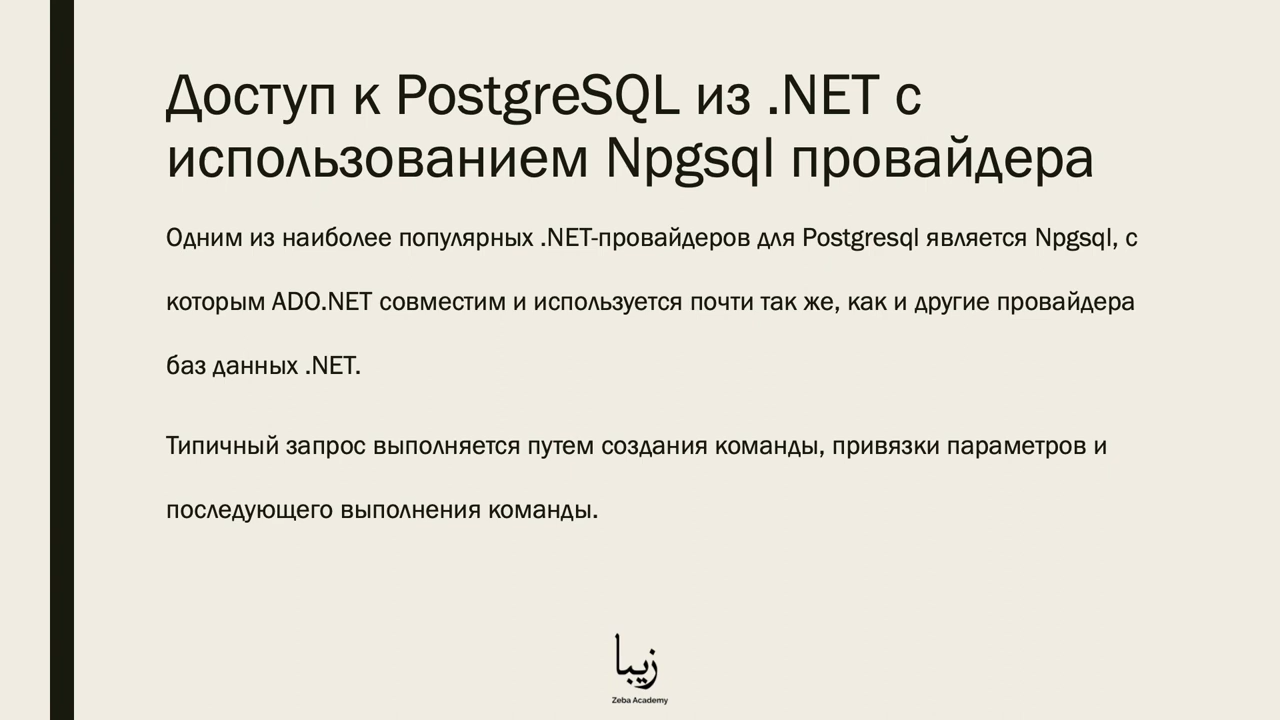 Доступ к PostgreSQL из .NET с
использованием Npgsql провайдера
Одним из наиболее популярных .NET-провайдеров для Postgresql является Npgsql, с
которым ADO.NET совместим и используется почти так же, как и другие провайдера
баз данных .NET.
Типичный запрос выполняется путем создания команды, привязки параметров и
последующего выполнения команды.
زيبا
Zeba Academy